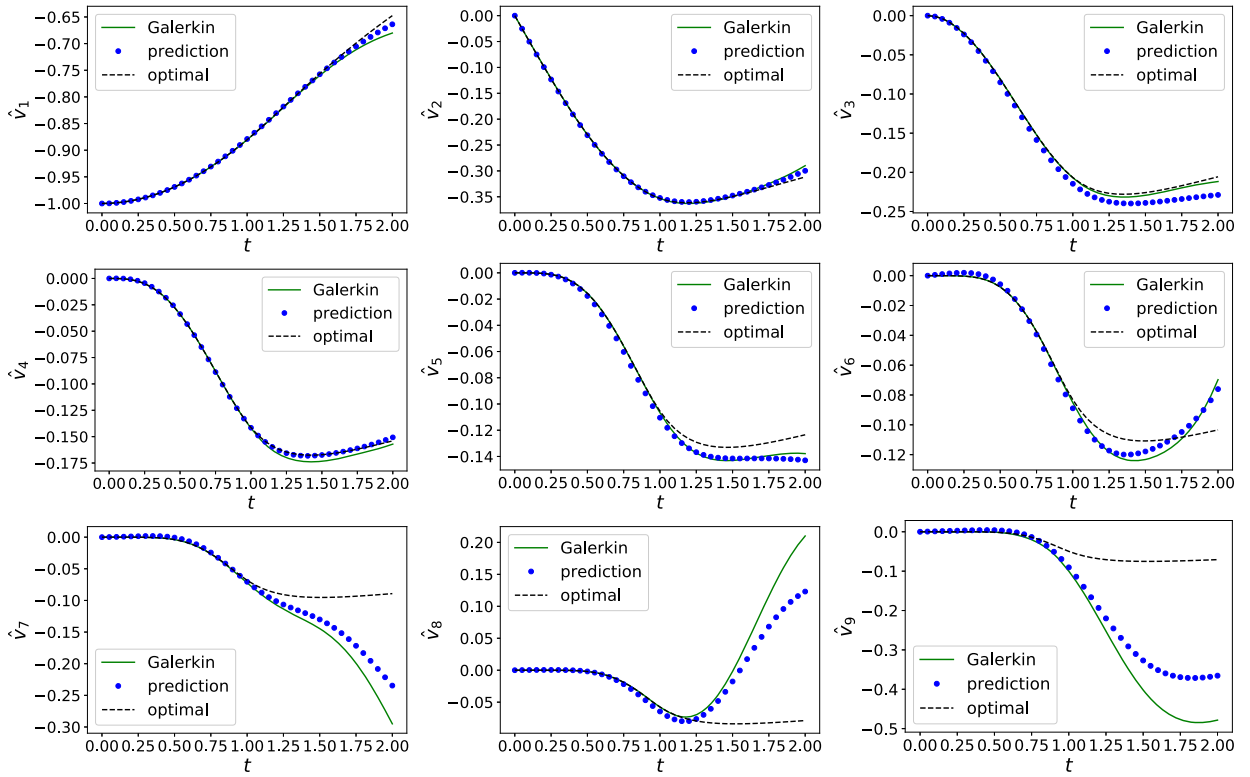 Galerkin
prediction
optimal
−0.65
−0.70
−0.75
−0.80
−0.85
−0.90
−0.95
−1.00
v̂1
0.00 0.25 0.50 0.75 1.00 1.25 1.50 1.75 2.00
t
Galerkin
prediction
optimal
0.00
−0.05
−0.10
−0.15
−0.20
−0.25
−0.30
−0.35
v̂2
0.00 0.25 0.50 0.75 1.00 1.25 1.50 1.75 2.00
t
Galerkin
prediction
optimal
0.00
−0.05
−0.10
−0.15
−0.20
−0.25
v̂3
0.00 0.25 0.50 0.75 1.00 1.25 1.50 1.75 2.00
t
Galerkin
prediction
optimal
0.000
−0.025
−0.050
−0.075
−0.100
−0.125
−0.150
−0.175
v̂4
0.00 0.25 0.50 0.75 1.00 1.25 1.50 1.75 2.00
t
Galerkin
prediction
optimal
0.00
−0.02
−0.04
−0.06
−0.08
−0.10
−0.12
−0.14
v̂5
0.00 0.25 0.50 0.75 1.00 1.25 1.50 1.75 2.00
t
Galerkin
prediction
optimal
0.00
−0.02
−0.04
−0.06
−0.08
−0.10
−0.12
v̂6
0.00 0.25 0.50 0.75 1.00 1.25 1.50 1.75 2.00
t
Galerkin
prediction
optimal
0.00
−0.05
−0.10
−0.15
−0.20
−0.25
−0.30
v̂7
0.00 0.25 0.50 0.75 1.00 1.25 1.50 1.75 2.00
t
Galerkin
prediction
optimal
0.20
0.15
0.10
0.05
0.00
−0.05
v̂8
0.00 0.25 0.50 0.75 1.00 1.25 1.50 1.75 2.00
t
Galerkin
prediction
optimal
0.0
−0.1
−0.2
−0.3
−0.4
−0.5
v̂9
0.00 0.25 0.50 0.75 1.00 1.25 1.50 1.75 2.00
t